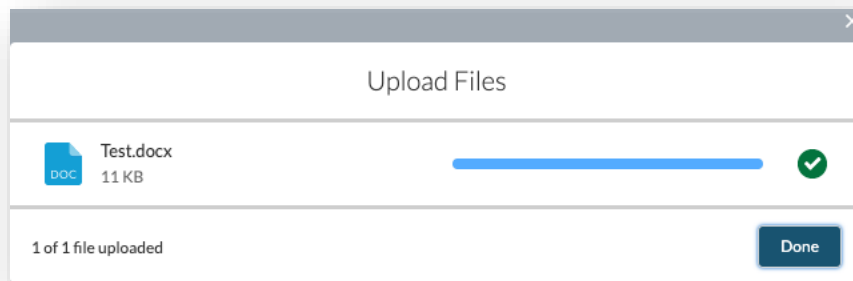 Upload Files
DOC
Test.docx
11 KB
1 of 1 file uploaded
Done